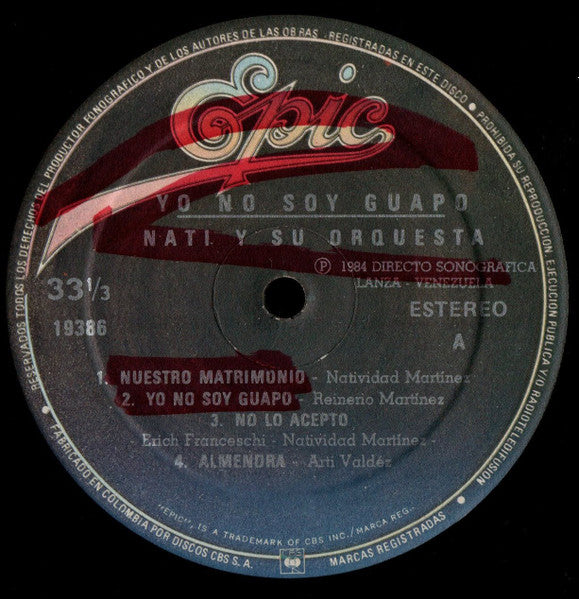 RESERVADOS TODOS LOS DERECHOS DEL PRODUCTOR FONOGRAFICO Y DE LOS AUTORES DE LAS OBRAS REGISTRADAS EN ESTE DISCO • PROHIBIDA SU REPRODUCCION, EJECUCION PUBLICA Y/O RADIOTELEDIFUSION
Epic
YO NO SOY GUAPO
NATI Y SU ORQUESTA
Ⓟ 1984 DIRECTO SONOGRAFICA
LANZA - VENEZUELA
33 1/3
ESTEREO
19386
A
1. NUESTRO MATRIMONIO - Natividad Martínez
2. YO NO SOY GUAPO - Reinerio Martínez
3. NO LO ACEPTO
- Erich Franceschi - Natividad Martínez -
4. ALMENDRA - Arti Valdéz
"EPIC", IS A TRADEMARK OF CBS INC./MARCA REG.
• FABRICADO EN COLOMBIA POR DISCOS CBS S.A.
MARCAS REGISTRADAS •